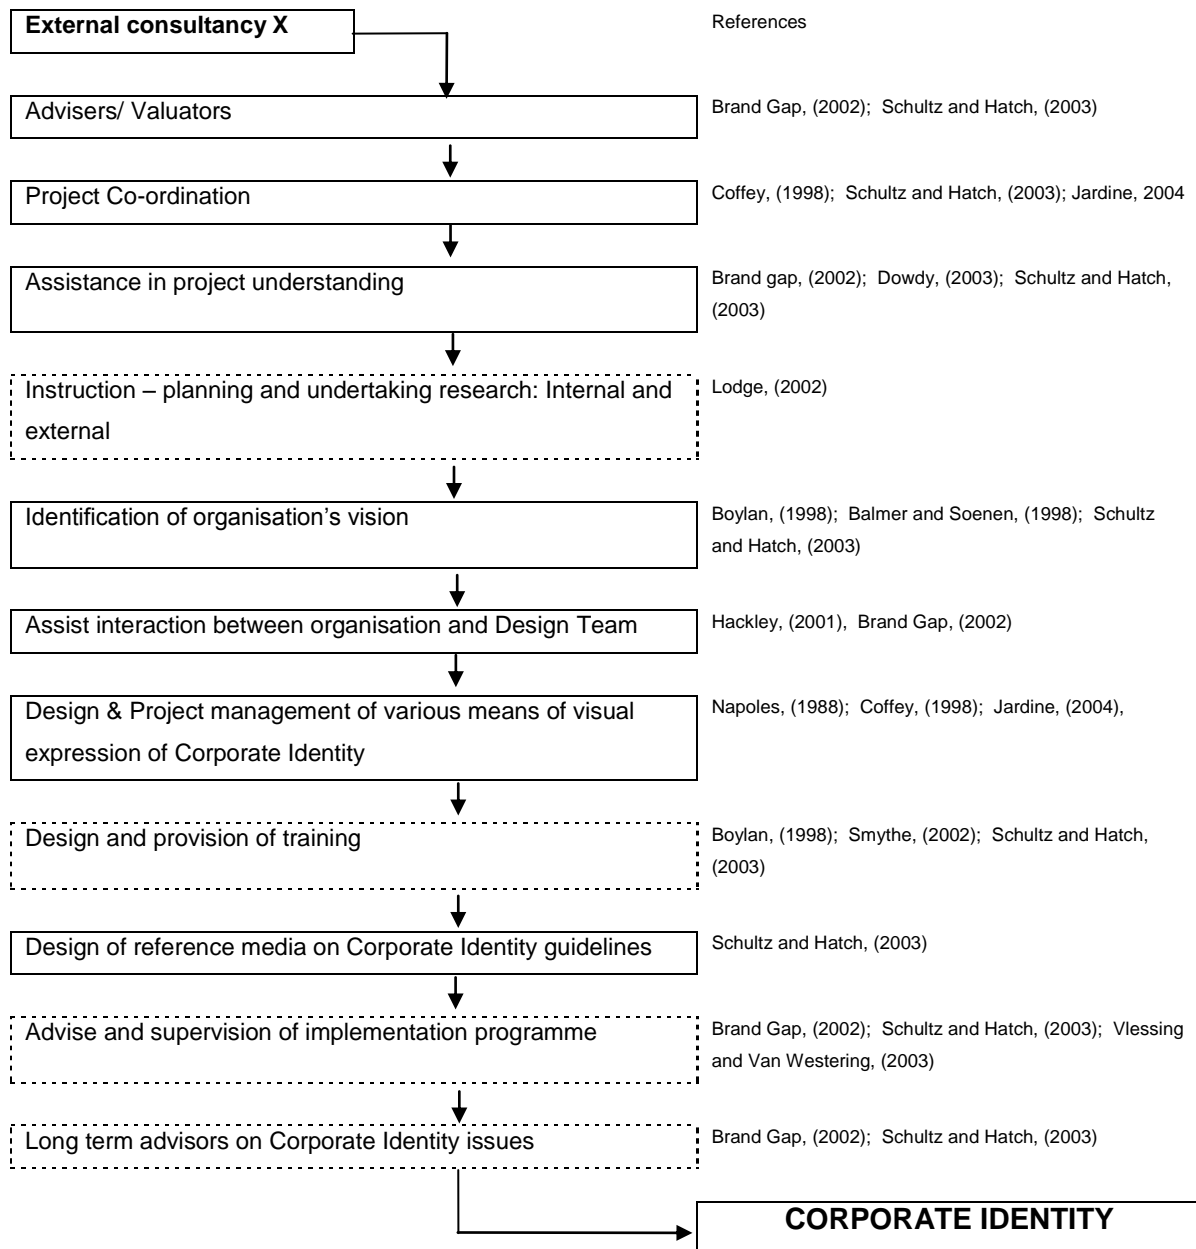 External consultancy X
References
Advisers/ Valuators
Brand Gap, (2002); Schultz and Hatch, (2003)
Project Co-ordination
Coffey, (1998); Schultz and Hatch, (2003); Jardine, 2004
Assistance in project understanding
Brand gap, (2002); Dowdy, (2003); Schultz and Hatch,
(2003)
Instruction – planning and undertaking research: Internal and
external
Lodge, (2002)
Identification of organisation's vision
Boylan, (1998); Balmer and Soenen, (1998); Schultz
and Hatch, (2003)
Assist interaction between organisation and Design Team
Hackley, (2001), Brand Gap, (2002)
Design & Project management of various means of visual
expression of Corporate Identity
Napoles, (1988); Coffey, (1998); Jardine, (2004),
Design and provision of training
Boylan, (1998); Smythe, (2002); Schultz and Hatch,
(2003)
Design of reference media on Corporate Identity guidelines
Schultz and Hatch, (2003)
Advise and supervision of implementation programme
Brand Gap, (2002); Schultz and Hatch, (2003); Vlessing
and Van Westering, (2003)
Long term advisors on Corporate Identity issues
Brand Gap, (2002); Schultz and Hatch, (2003)
CORPORATE IDENTITY